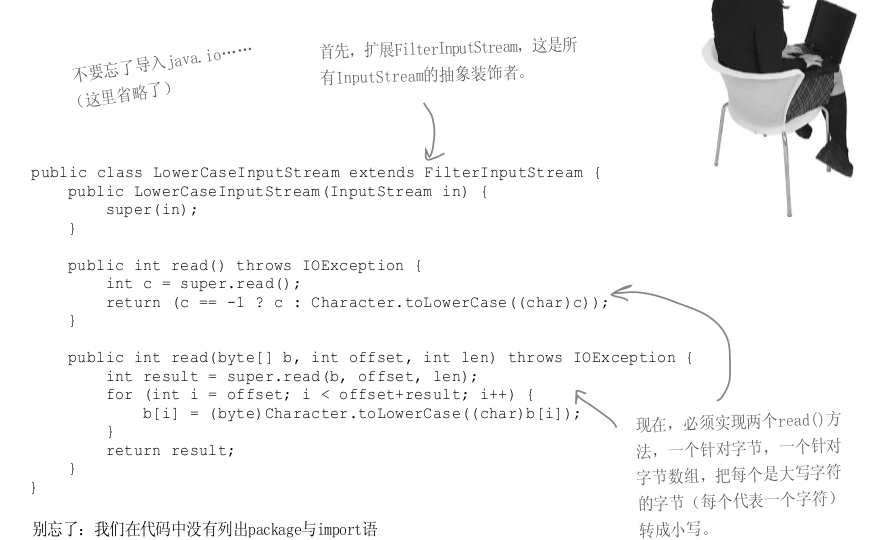 不要忘了导入java.io……
（这里省略了）
首先，扩展FilterInputStream，这是所
有InputStream的抽象装饰者。
public class LowerCaseInputStream extends FilterInputStream {
public LowerCaseInputStream(InputStream in) {
super(in);
}
public int read() throws IOException {
int c = super.read();
return (c == -1 ? c : Character.toLowerCase((char)c));
}
public int read(byte[] b, int offset, int len) throws IOException {
int result = super.read(b, offset, len);
for (int i = offset; i < offset+result; i++) {
b[i] = (byte)Character.toLowerCase((char)b[i]);
}
return result;
}
}
现在，必须实现两个read()方
法，一个针对字节，一个针对
字节数组，把每个是大写字符
的字节（每个代表一个字符）
转成小写。
别忘了：我们在代码中没有列出package与import语